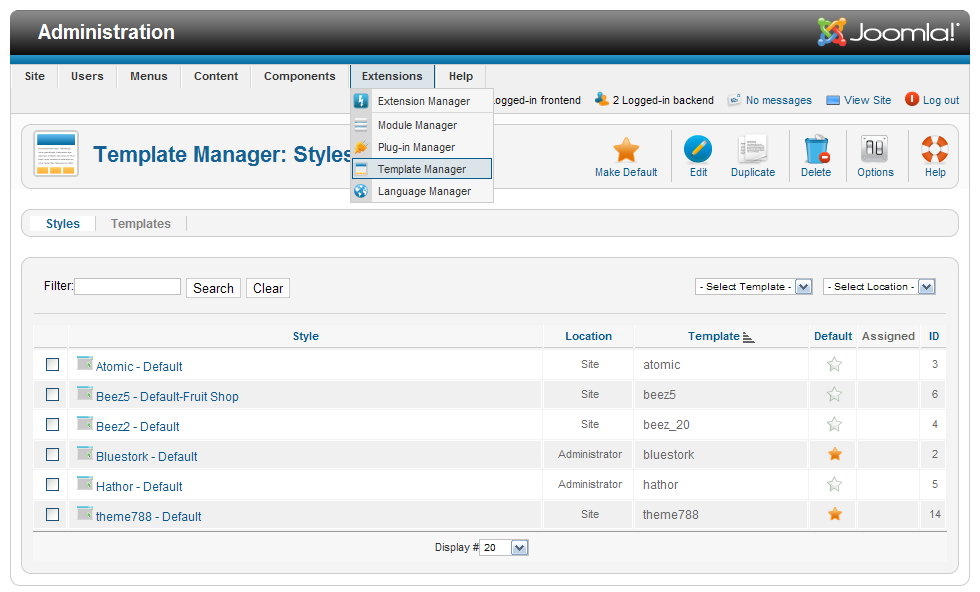 Administration
Joomla!
Site Users Menus Content Components Extensions Help
Logged-in frontend 2 Logged-in backend No messages View Site Log out
Extension Manager
Module Manager
Plug-in Manager
Template Manager
Language Manager
Template Manager: Styles
Make Default Edit Duplicate Delete Options Help
Styles Templates
Filter: Search Clear - Select Template - - Select Location -
Style Location Template Default Assigned ID
Atomic - Default Site atomic 3
Beez5 - Default-Fruit Shop Site beez5 6
Beez2 - Default Site beez_20 4
Bluestork - Default Administrator bluestork 2
Hathor - Default Administrator hathor 5
theme788 - Default Site theme788 14
Display # 20